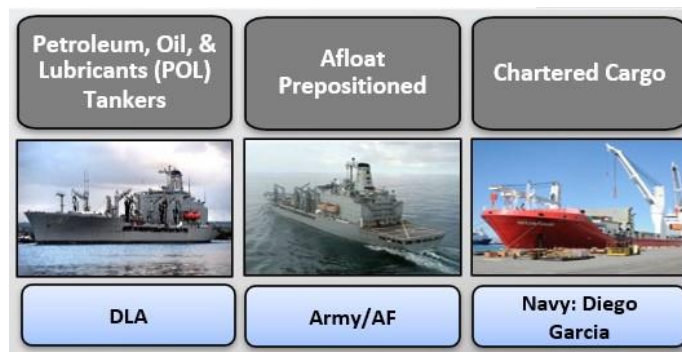 Petroleum, Oil, &
Lubricants (POL)
Tankers
Afloat
Prepositioned
Chartered Cargo
DLA
Army/AF
Navy: Diego
Garcia